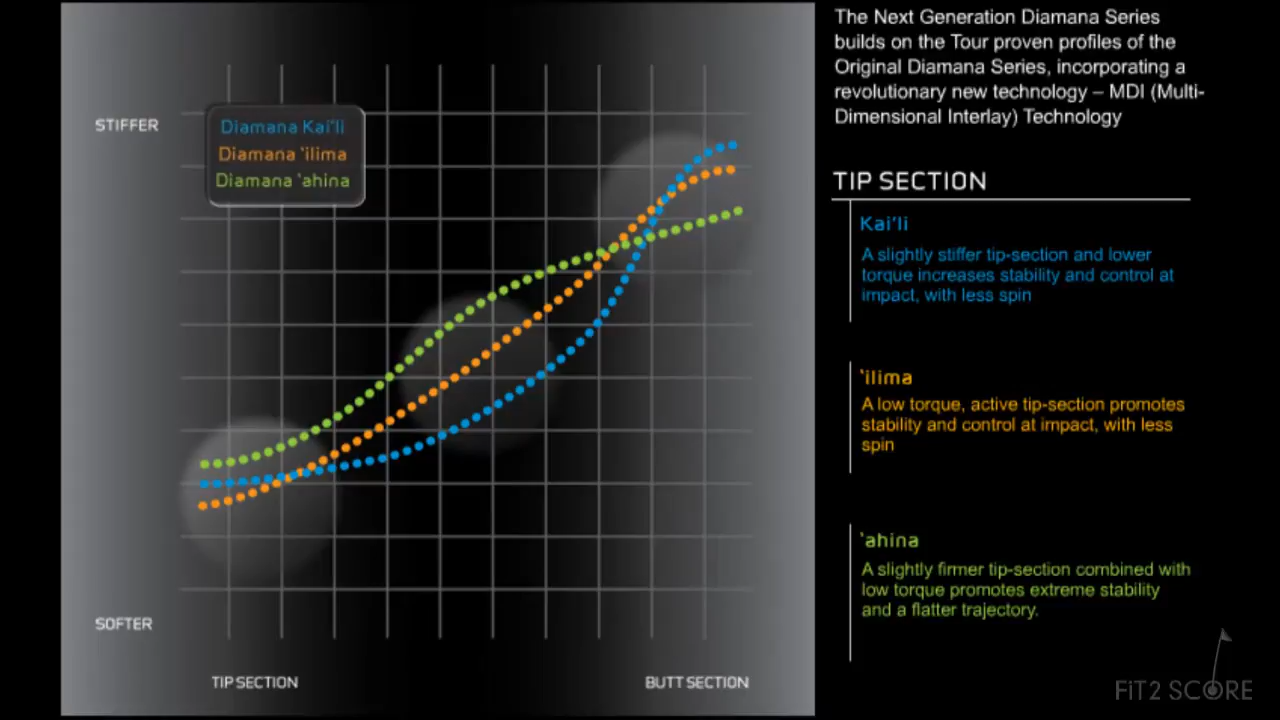 The Next Generation Diamana Series
builds on the Tour proven profiles of the
Original Diamana Series, incorporating a
revolutionary new technology – MDI (Multi-
Dimensional Interlay) Technology
STIFFER
Diamana Kai'li
Diamana 'ilima
Diamana 'ahina
TIP SECTION
Kai'li
A slightly stiffer tip-section and lower
torque increases stability and control at
impact, with less spin
'ilima
A low torque, active tip-section promotes
stability and control at impact, with less
spin
'ahina
A slightly firmer tip-section combined with
low torque promotes extreme stability
and a flatter trajectory.
SOFTER
TIP SECTION
BUTT SECTION
FiT2 SCORE